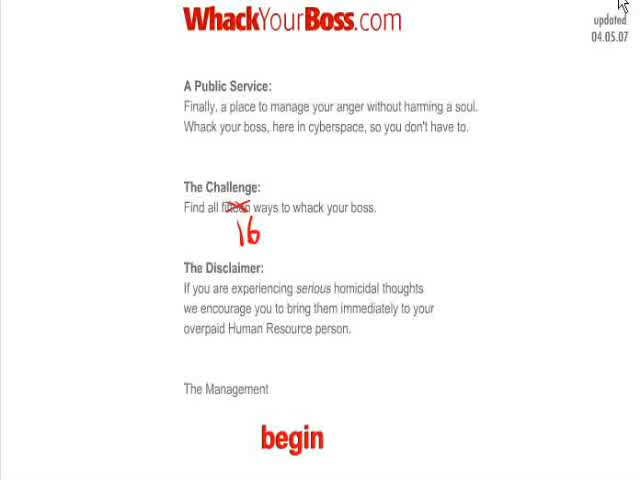 WhackYourBoss.com
updated
04.05.07
A Public Service:
Finally, a place to manage your anger without harming a soul.
Whack your boss, here in cyberspace, so you don't have to.
The Challenge:
Find all fifteen ways to whack your boss.
16
The Disclaimer:
If you are experiencing serious homicidal thoughts
we encourage you to bring them immediately to your
overpaid Human Resource person.
The Management
begin